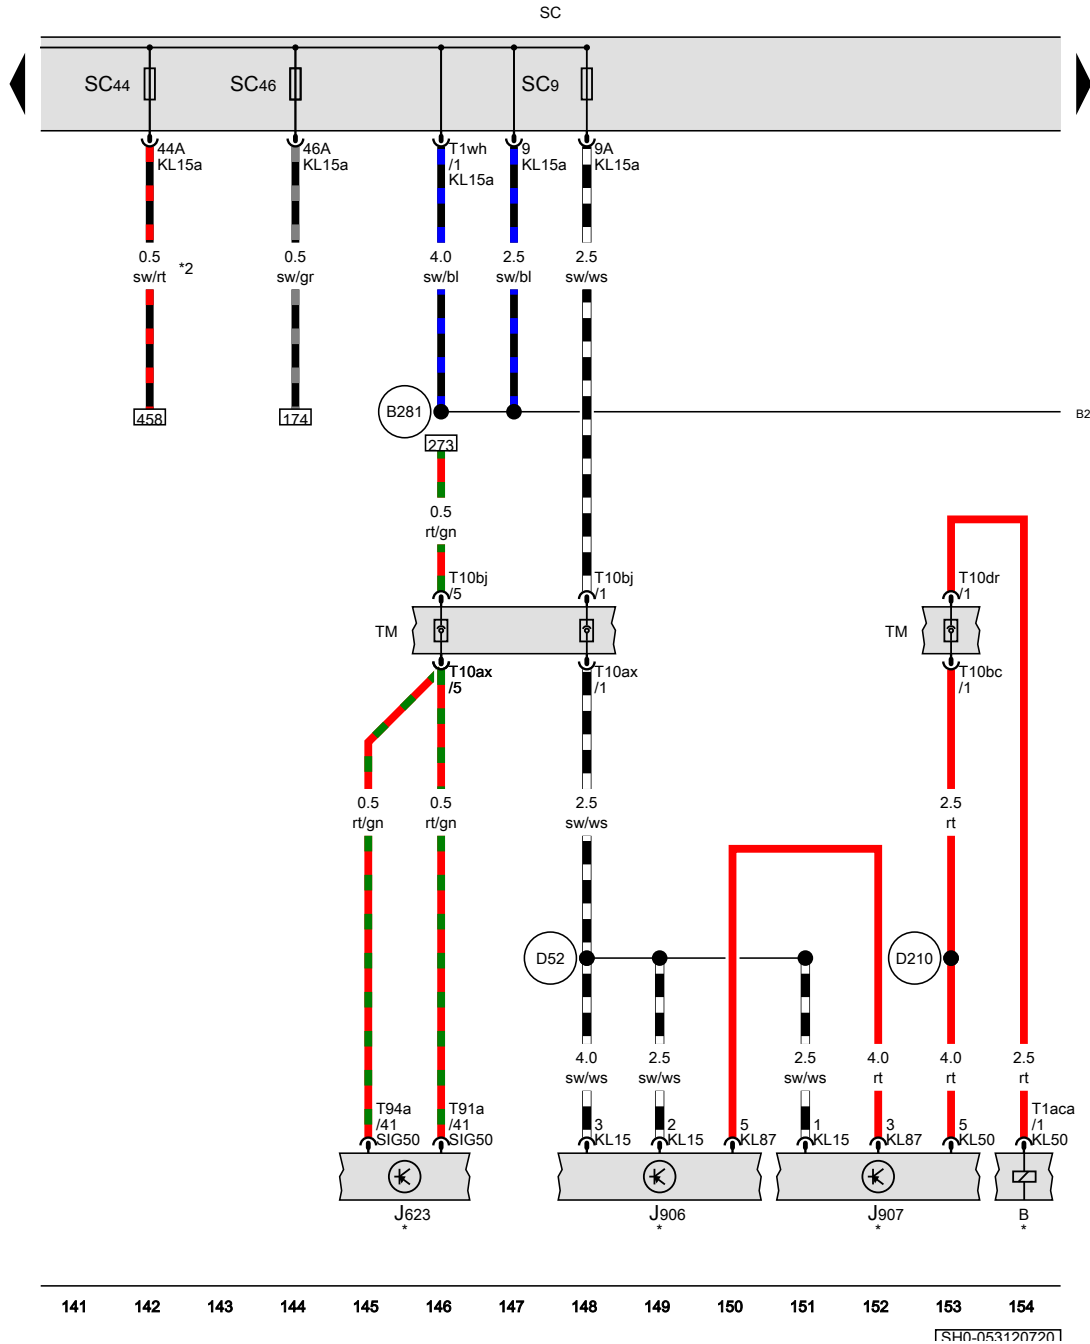 SC
SC44
SC46
SC9
44A
KL15a
46A
KL15a
T1wh
/1
KL15a
9
KL15a
9A
KL15a
0.5
sw/rt
*2
0.5
sw/gr
4.0
sw/bl
2.5
sw/bl
2.5
sw/ws
458
174
B281
B2
273
0.5
rt/gn
T10bj
/5
T10bj
/1
T10dr
/1
TM
TM
T10ax
/5
T10ax
/1
T10bc
/1
0.5
rt/gn
0.5
rt/gn
2.5
sw/ws
2.5
rt
D52
D210
4.0
sw/ws
2.5
sw/ws
2.5
sw/ws
4.0
rt
4.0
rt
2.5
rt
T94a
/41
SIG50
T91a
/41
SIG50
3
KL15
2
KL15
5
KL87
1
KL15
3
KL87
5
KL50
T1aca
/1
KL50
J623
*
J906
*
J907
*
B
*
141 142 143 144 145 146 147 148 149 150 151 152 153 154
SH0-053120720